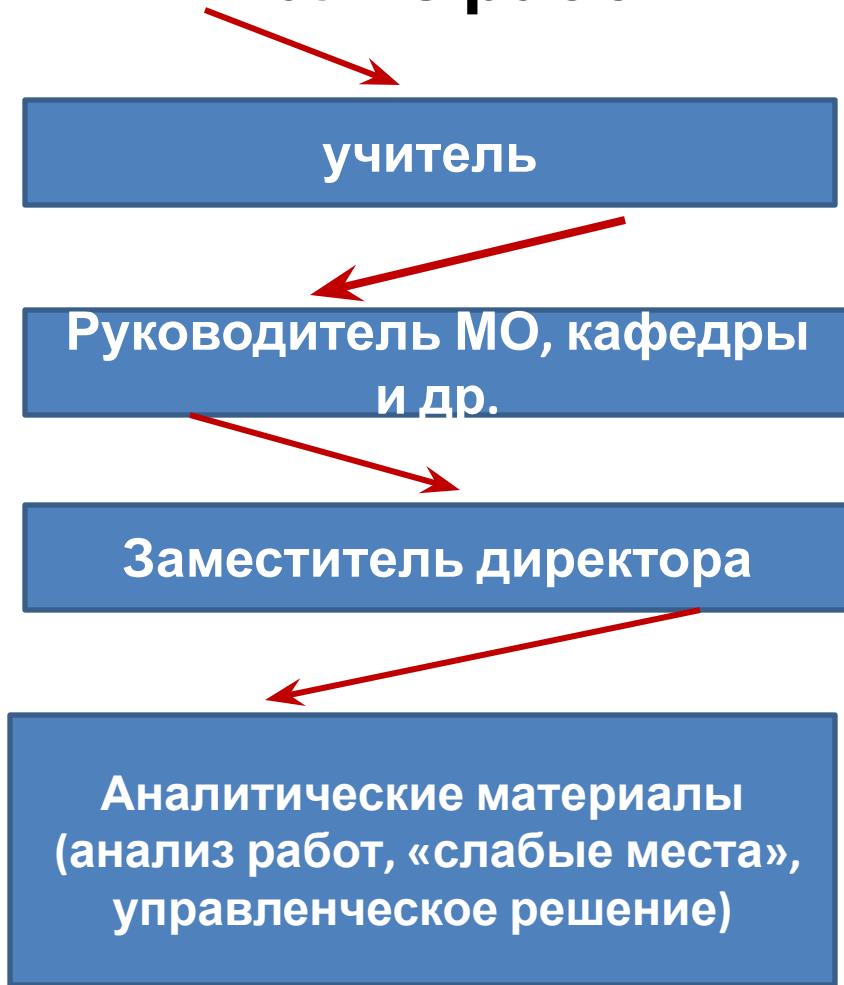 учитель
Руководитель МО, кафедры
и др.
Заместитель директора
Аналитические материалы
(анализ работ, «слабые места»,
управленческое решение)